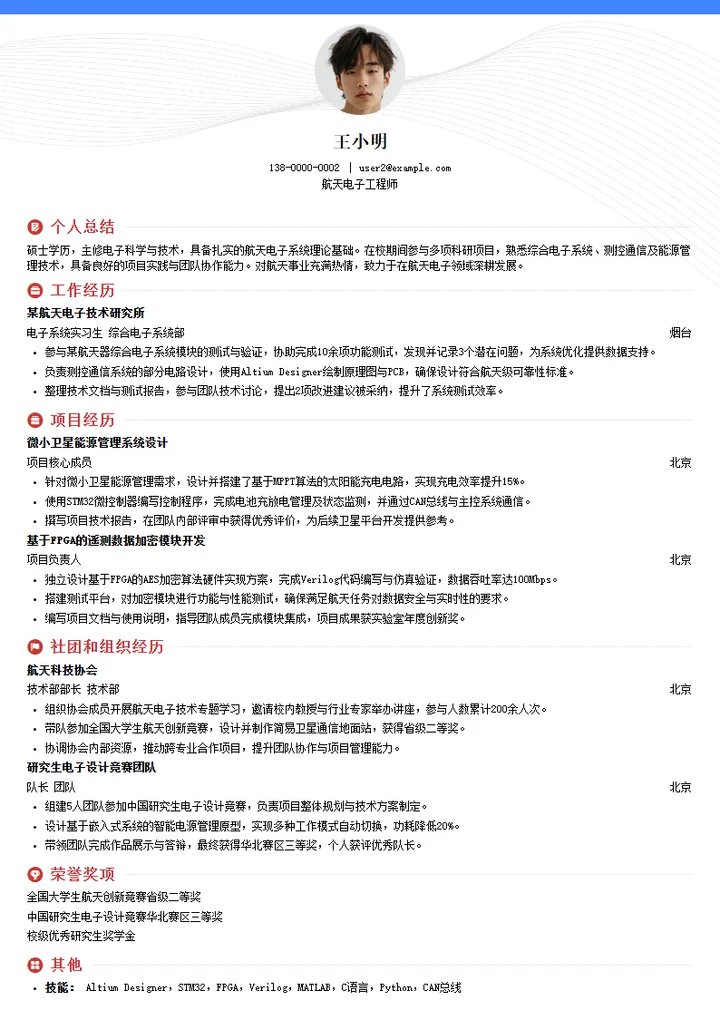 王小明
138-0000-0002 | user2@example.com
航天电子工程师
个人总结
硕士学历，主修电子科学与技术，具备扎实的航天电子系统理论基础。在校期间参与多项科研项目，熟悉综合电子系统、测控通信及能源管
理技术，具备良好的项目实践与团队协作能力。对航天事业充满热情，致力于在航天电子领域深耕发展。
工作经历
某航天电子技术研究所
电子系统实习生 综合电子系统部 烟台
• 参与某航天器综合电子系统模块的测试与验证，协助完成10余项功能测试，发现并记录3个潜在问题，为系统优化提供数据支持。
• 负责测控通信系统的部分电路设计，使用Altium Designer绘制原理图与PCB，确保设计符合航天级可靠性标准。
• 整理技术文档与测试报告，参与团队技术讨论，提出2项改进建议被采纳，提升了系统测试效率。
项目经历
微小卫星能源管理系统设计
项目核心成员 北京
• 针对微小卫星能源管理需求，设计并搭建了基于MPPT算法的太阳能充电电路，实现充电效率提升15%。
• 使用STM32微控制器编写控制程序，完成电池充放电管理及状态监测，并通过CAN总线与主控系统通信。
• 撰写项目技术报告，在团队内部评审中获得优秀评价，为后续卫星平台开发提供参考。
基于FPGA的遥测数据加密模块开发
项目负责人 北京
• 独立设计基于FPGA的AES加密算法硬件实现方案，完成Verilog代码编写与仿真验证，数据吞吐率达100Mbps。
• 搭建测试平台，对加密模块进行功能与性能测试，确保满足航天任务对数据安全与实时性的要求。
• 编写项目文档与使用说明，指导团队成员完成模块集成，项目成果获实验室年度创新奖。
社团和组织经历
航天科技协会
技术部部长 技术部 北京
• 组织协会成员开展航天电子技术专题学习，邀请校内教授与行业专家举办讲座，参与人数累计200余人次。
• 带队参加全国大学生航天创新竞赛，设计并制作简易卫星通信地面站，获得省级二等奖。
• 协调协会内部资源，推动跨专业合作项目，提升团队协作与项目管理能力。
研究生电子设计竞赛团队
队长 团队 北京
• 组建5人团队参加中国研究生电子设计竞赛，负责项目整体规划与技术方案制定。
• 设计基于嵌入式系统的智能电源管理原型，实现多种工作模式自动切换，功耗降低20%。
• 带领团队完成作品展示与答辩，最终获得华北赛区三等奖，个人获评优秀队长。
荣誉奖项
全国大学生航天创新竞赛省级二等奖
中国研究生电子设计竞赛华北赛区三等奖
校级优秀研究生奖学金
其他
• 技能： Altium Designer，STM32，FPGA，Verilog，MATLAB，C语言，Python，CAN总线